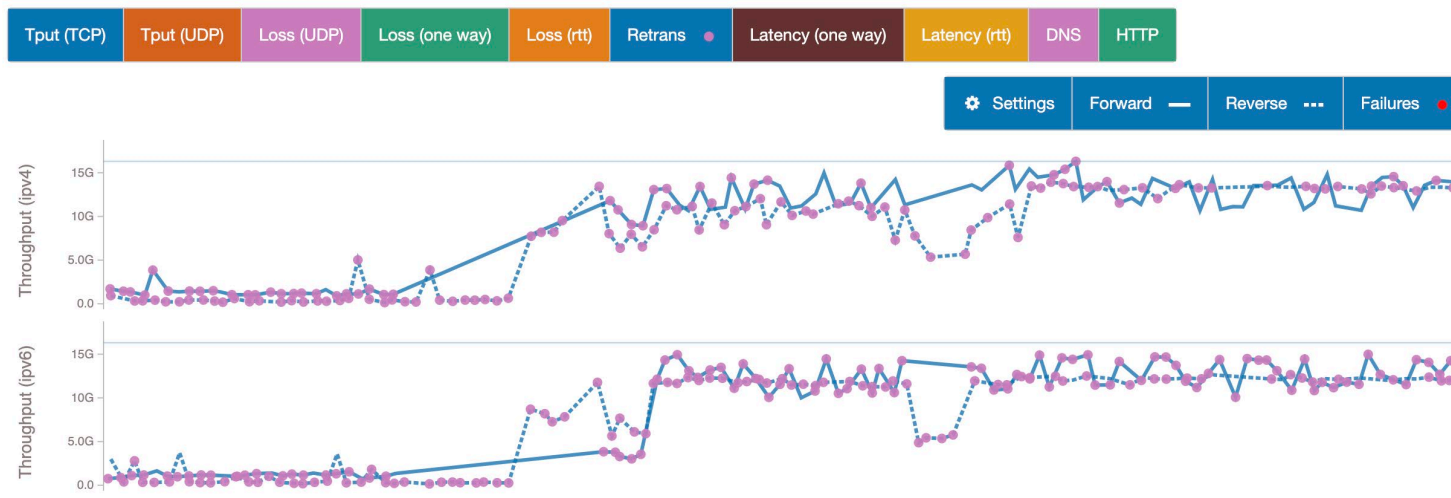 Tput (TCP) Tput (UDP) Loss (UDP) Loss (one way) Loss (rtt) Retrans Latency (one way) Latency (rtt) DNS HTTP
Settings Forward Reverse Failures
Throughput (ipv4)
15G
10G
5.0G
0.0
Throughput (ipv6)
15G
10G
5.0G
0.0